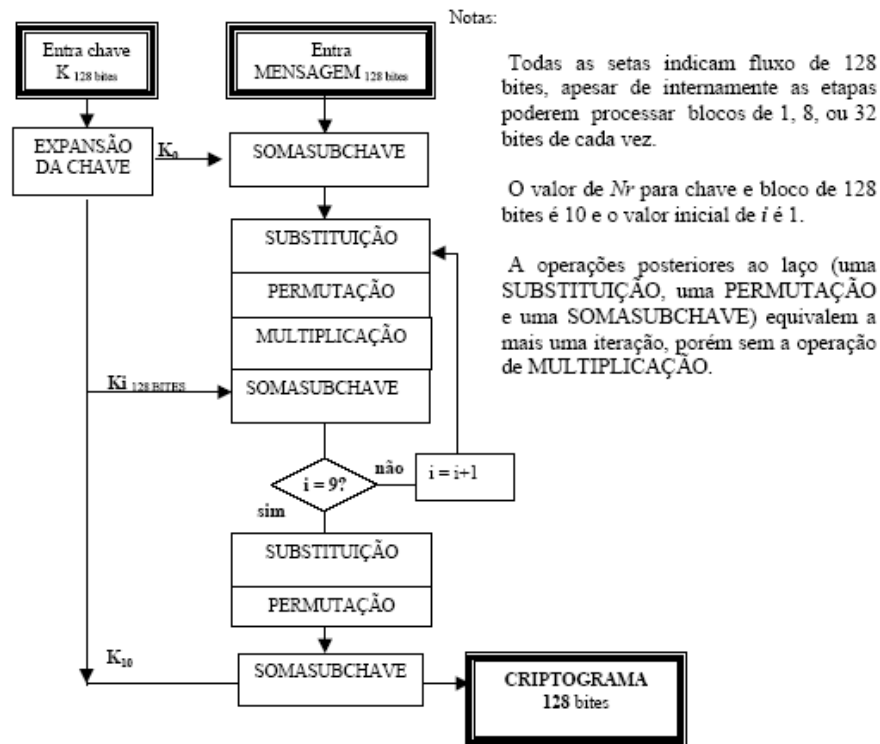 Notas:
Entra chave
K 128 bites
Entra
MENSAGEM 128 bites
EXPANSÃO
DA CHAVE
K0
SOMASUBCHAVE
SUBSTITUIÇÃO
PERMUTAÇÃO
MULTIPLICAÇÃO
Ki 128 BITES
SOMASUBCHAVE
i = 9?
não
i = i+1
sim
SUBSTITUIÇÃO
PERMUTAÇÃO
K10
SOMASUBCHAVE
CRIPTOGRAMA
128 bites
Todas as setas indicam fluxo de 128
bites, apesar de internamente as etapas
poderem processar blocos de 1, 8, ou 32
bites de cada vez.
O valor de Nr para chave e bloco de 128
bites é 10 e o valor inicial de i é 1.
A operações posteriores ao laço (uma
SUBSTITUIÇÃO, uma PERMUTAÇÃO
e uma SOMASUBCHAVE) equivalem a
mais uma iteração, porém sem a operação
de MULTIPLICAÇÃO.